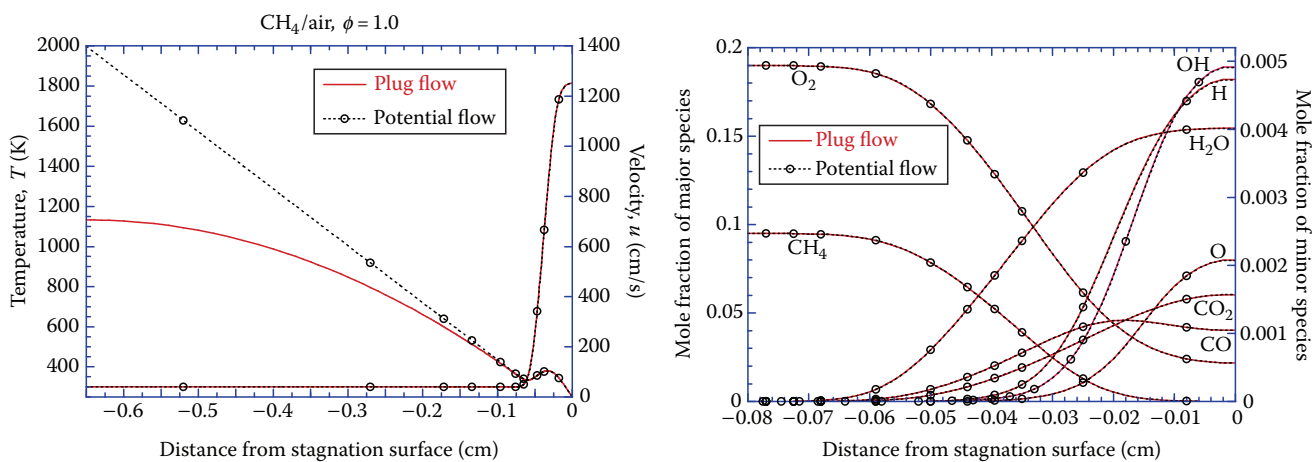 CH4/air, ϕ = 1.0
2000
1800
1600
1400
1200
1000
800
600
400
Temperature, T (K)
Plug flow
Potential flow
1400
1200
1000
800
600
400
200
0
Velocity, u (cm/s)
−0.6
−0.5
−0.4
−0.3
−0.2
−0.1
0
Distance from stagnation surface (cm)
0.2
0.15
0.1
0.05
0
Mole fraction of major species
O2
CH4
Plug flow
Potential flow
OH
H
H2O
O
CO2
CO
0.005
0.004
0.003
0.002
0.001
0
Mole fraction of minor species
−0.08
−0.07
−0.06
−0.05
−0.04
−0.03
−0.02
−0.01
0
Distance from stagnation surface (cm)